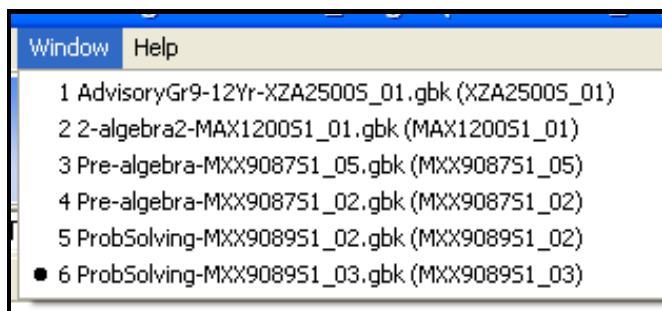 Window Help
1 AdvisoryGr9-12Yr-XZA2500S_01.gbk (XZA2500S_01)
2 2-algebra2-MAX1200S1_01.gbk (MAX1200S1_01)
3 Pre-algebra-MXX9087S1_05.gbk (MXX9087S1_05)
4 Pre-algebra-MXX9087S1_02.gbk (MXX9087S1_02)
5 ProbSolving-MXX9089S1_02.gbk (MXX9089S1_02)
● 6 ProbSolving-MXX9089S1_03.gbk (MXX9089S1_03)